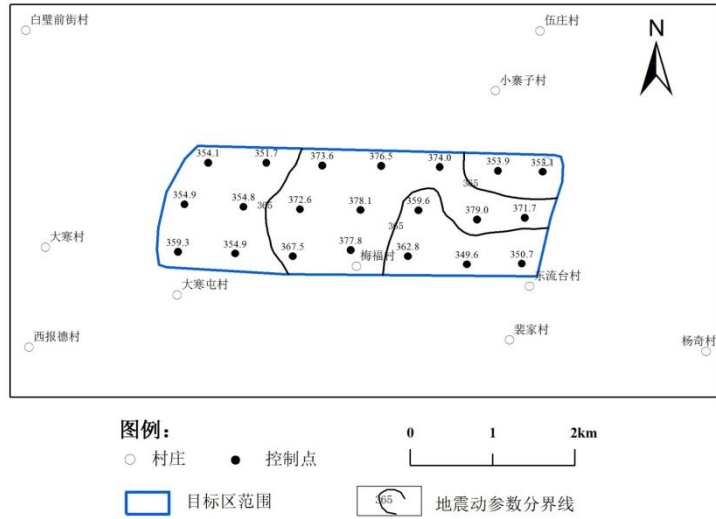 白璧前街村
伍庄村
N
小寨子村
354.1
351.7
373.6
376.5
374.0
353.9
365
354.9
354.8
365
372.6
378.1
359.6
365
379.0
371.7
大寒村
359.3
354.9
367.5
377.8
362.8
349.6
350.7
梅福村
大寒屯村
东流台村
西报德村
裴家村
杨奇村
图例：
村庄
控制点
0
1
2km
目标区范围
365
地震动参数分界线